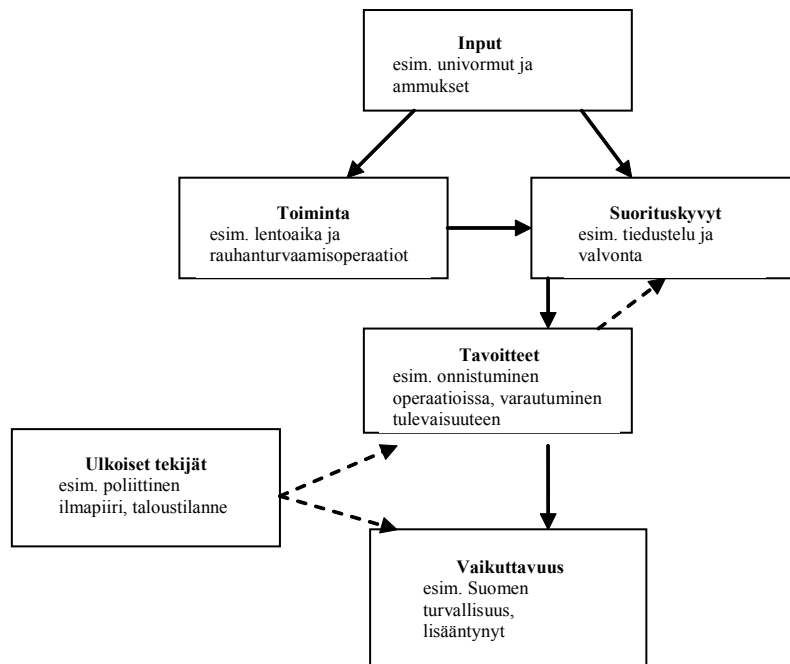 Input
esim. univormut ja
ammukset
Toiminta
esim. lentoaika ja
rauhanturvaamisoperaatiot
Suorituskyvyt
esim. tiedustelu ja
valvonta
Tavoitteet
esim. onnistuminen
operaatioissa, varautuminen
tulevaisuuteen
Ulkoiset tekijät
esim. poliittinen
ilmapiiri, taloustilanne
Vaikuttavuus
esim. Suomen
turvallisuus,
lisääntynyt